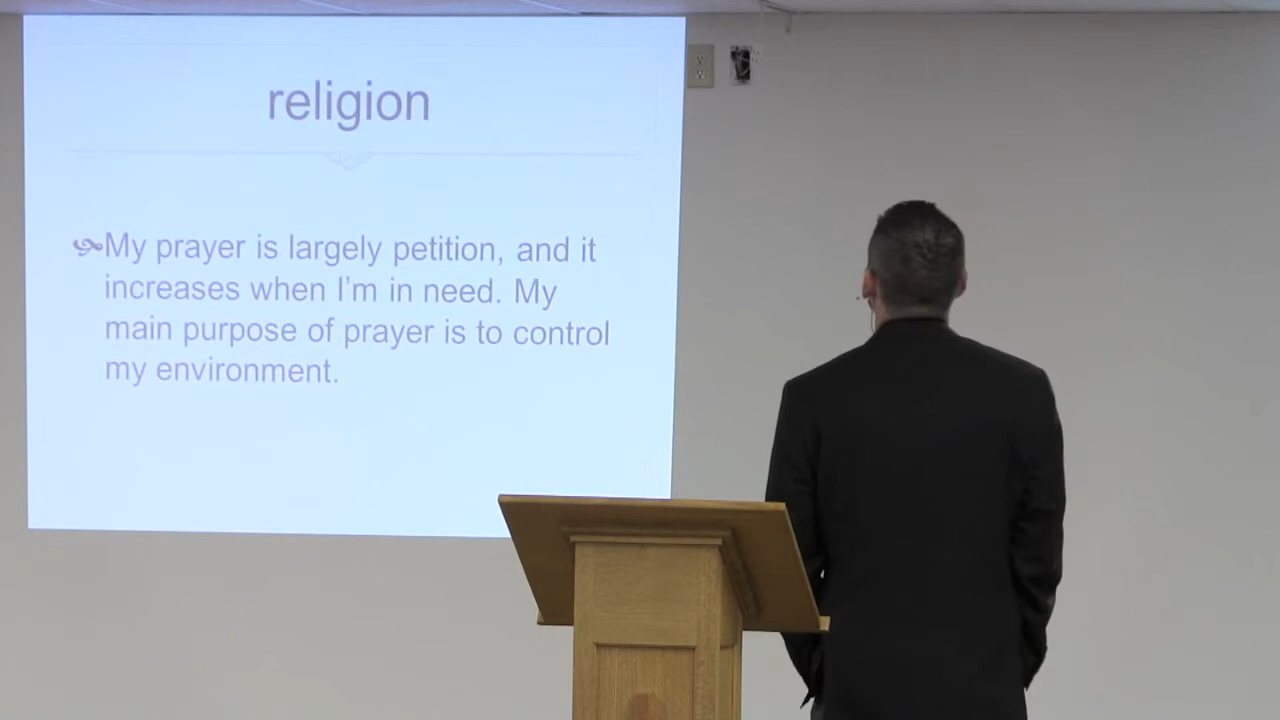 religion
My prayer is largely petition, and it
increases when I'm in need. My
main purpose of prayer is to control
my environment.